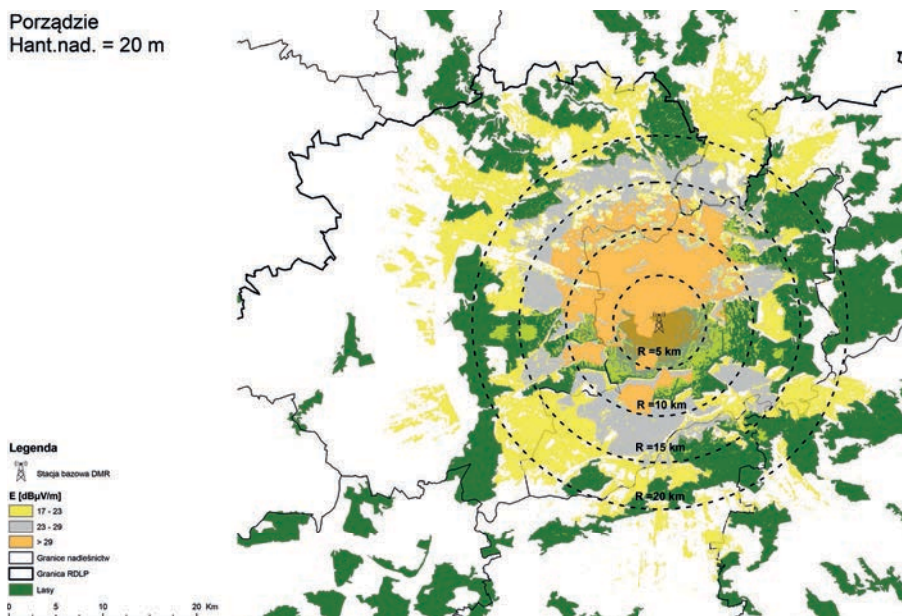 Porządzie
Hant.nad. = 20 m
R =5 km
R =10 km
R =15 km
R =20 km
Legenda
Stacja bazowa DMR
E [dBµV/m]
17 - 23
23 - 29
> 29
Granice nadleśnictw
Granica RDLP
Lasy
0 5 10 20 Km